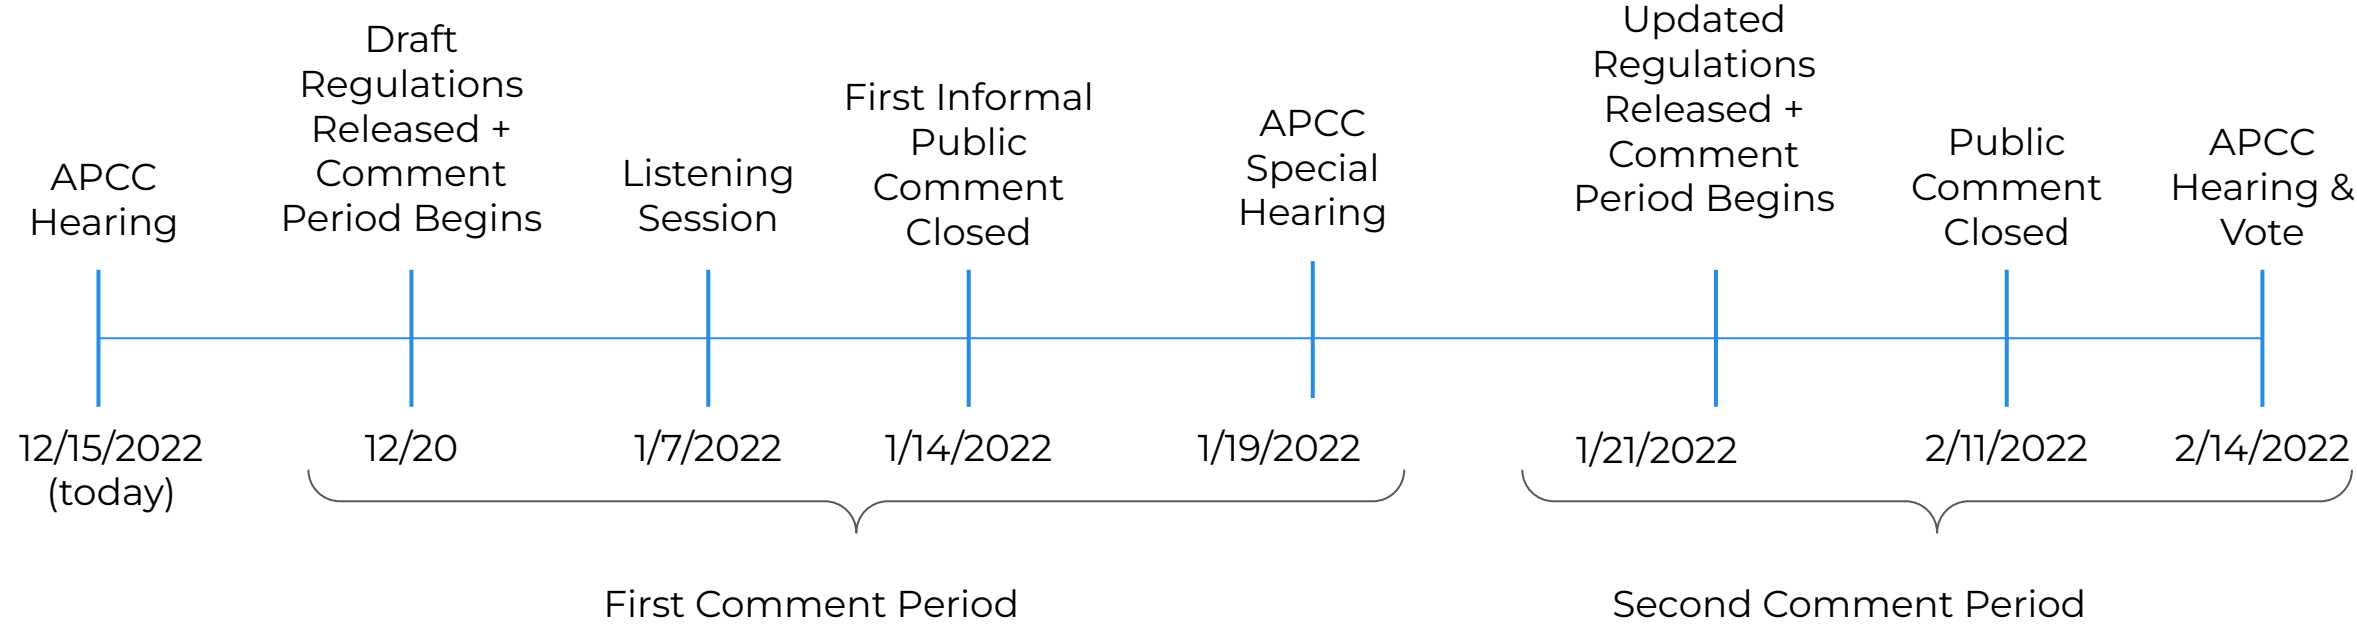 APCC
Hearing
Draft
Regulations
Released +
Comment
Period Begins
Listening
Session
First Informal
Public
Comment
Closed
APCC
Special
Hearing
Updated
Regulations
Released +
Comment
Period Begins
Public
Comment
Closed
APCC
Hearing &
Vote
12/15/2022
(today)
12/20
1/7/2022
1/14/2022
1/19/2022
1/21/2022
2/11/2022
2/14/2022
First Comment Period
Second Comment Period